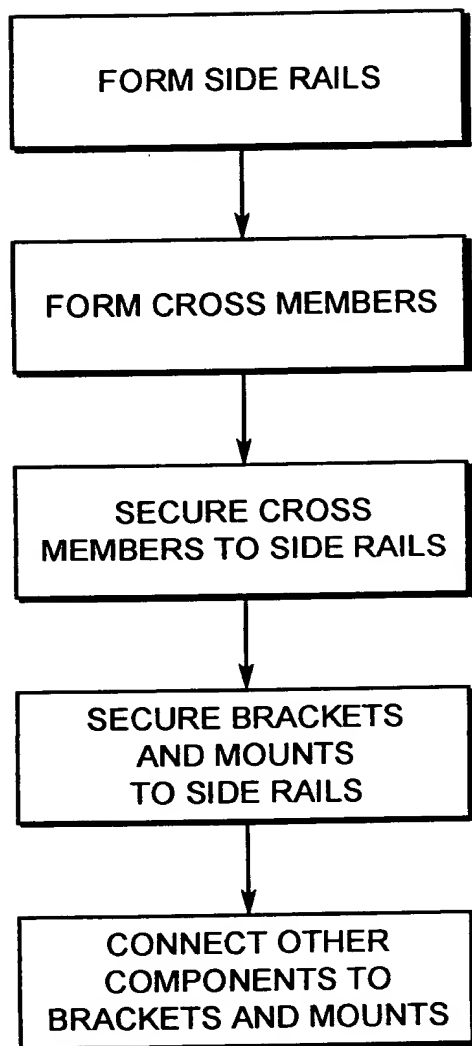 FORM SIDE RAILS
FORM CROSS MEMBERS
SECURE CROSS
MEMBERS TO SIDE RAILS
SECURE BRACKETS
AND MOUNTS
TO SIDE RAILS
CONNECT OTHER
COMPONENTS TO
BRACKETS AND MOUNTS